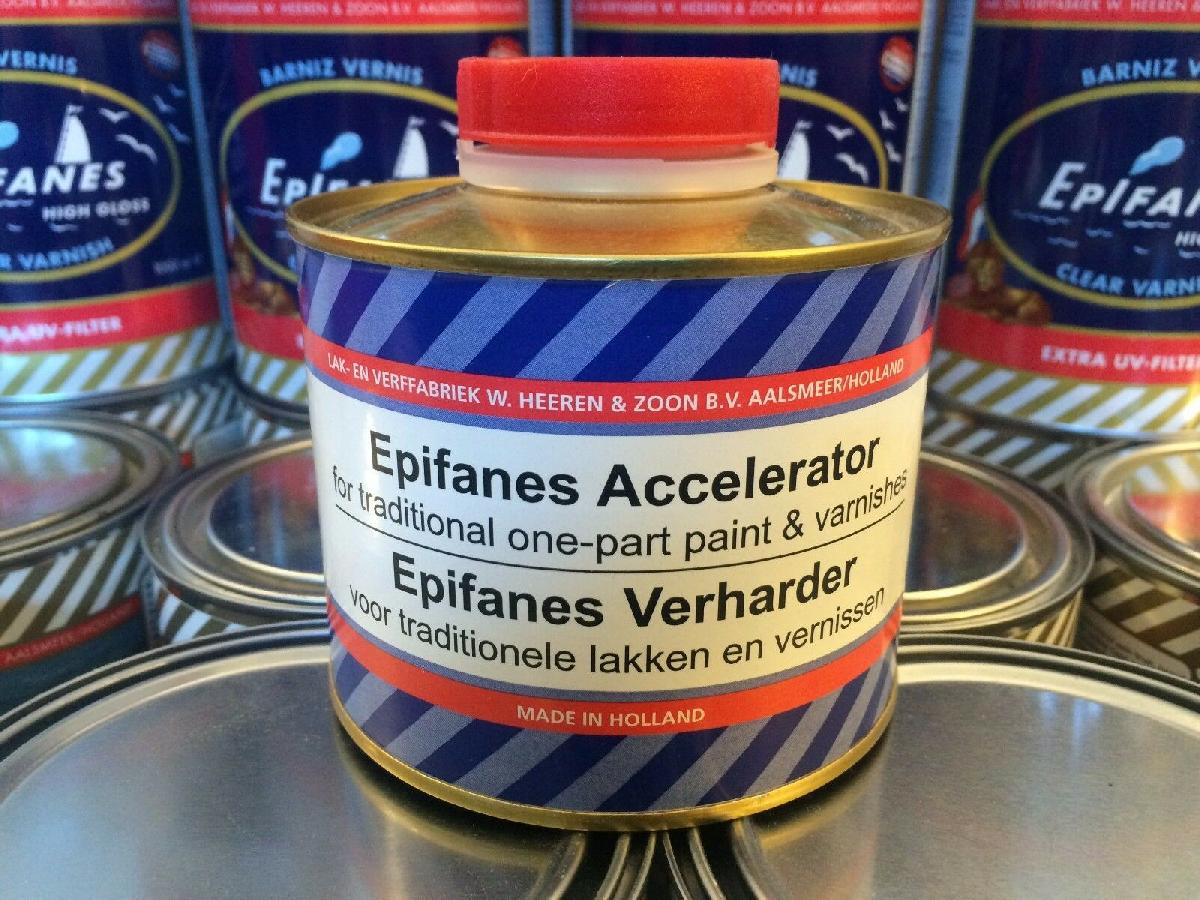 BARNIZ VERNIS
EPIFANES
HIGH GLOSS
CLEAR VARNISH
EXTRA UV-FILTER
LAK- EN VERFFABRIEK W. HEEREN & ZOON B.V. AALSMEER/HOLLAND
Epifanes Accelerator
for traditional one-part paint & varnishes
Epifanes Verharder
voor traditionele lakken en vernissen
MADE IN HOLLAND